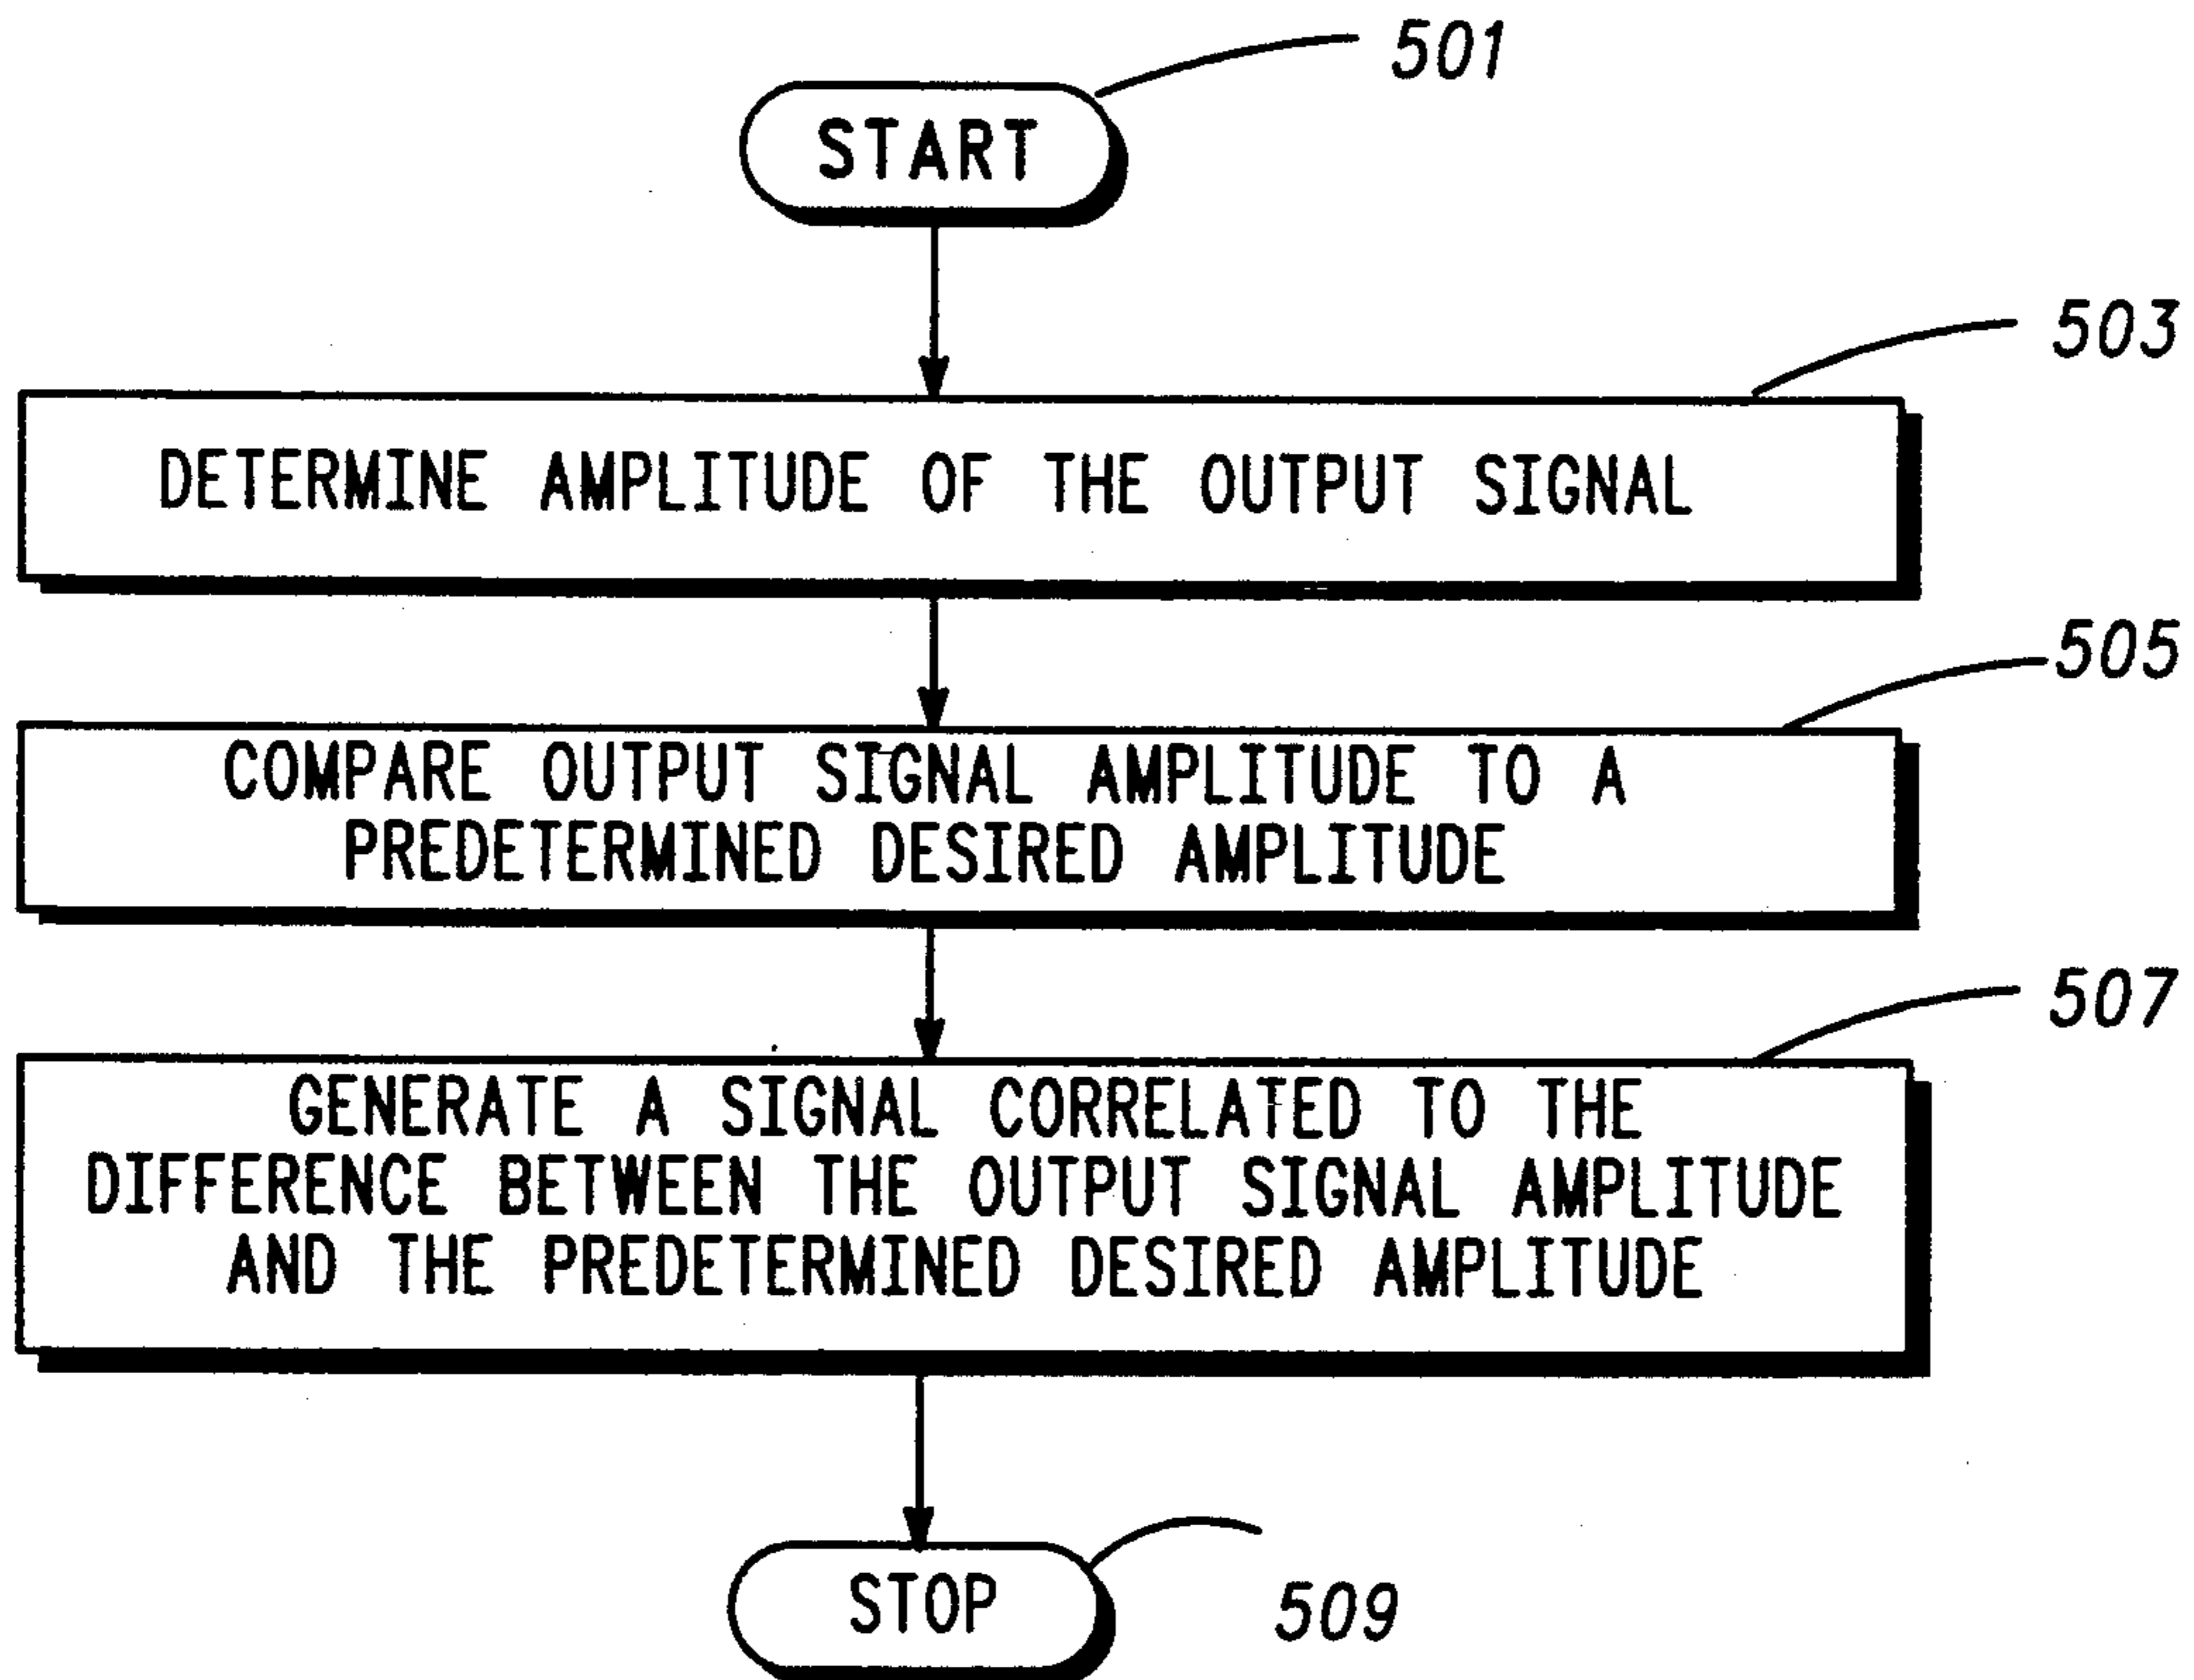 501
START
503
DETERMINE AMPLITUDE OF THE OUTPUT SIGNAL
505
COMPARE OUTPUT SIGNAL AMPLITUDE TO A
PREDETERMINED DESIRED AMPLITUDE
507
GENERATE A SIGNAL CORRELATED TO THE
DIFFERENCE BETWEEN THE OUTPUT SIGNAL AMPLITUDE
AND THE PREDETERMINED DESIRED AMPLITUDE
STOP
509